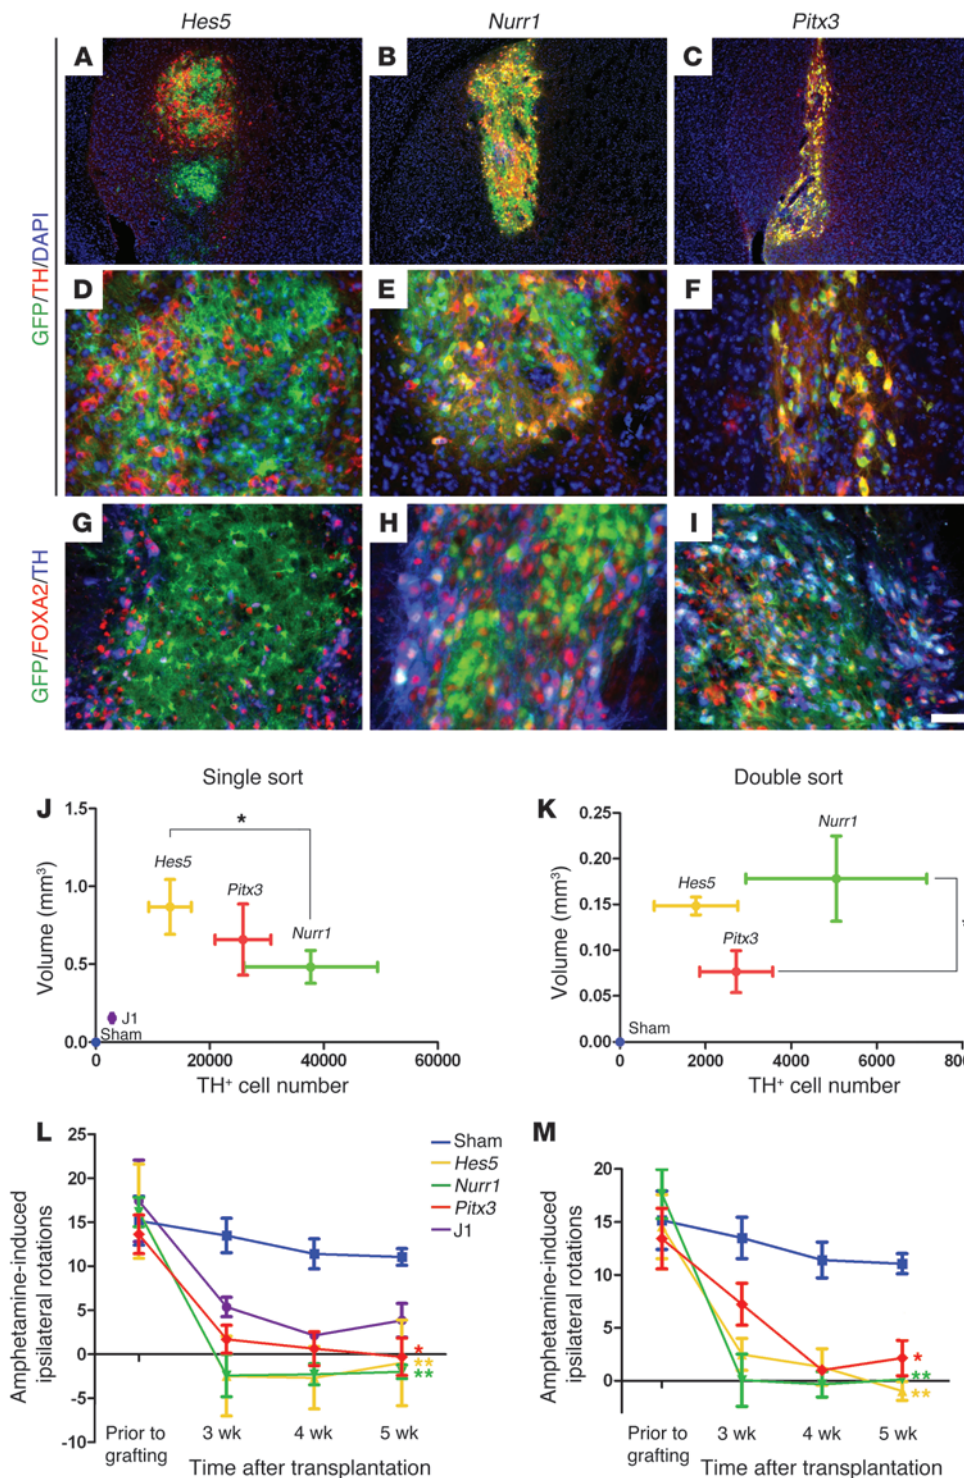 Hes5 Nurr1 Pitx3
A B C
GFP/TH/DAPI
D E F
GFP/FOXA2/TH
G H I
Single sort Double sort
J
1.5
1.0
0.5
0.0
Volume (mm³)
*
Hes5
Pitx3
Nurr1
J1
Sham
0 20000 40000 60000
TH⁺ cell number
K
0.25
0.20
0.15
0.10
0.05
0.00
Volume (mm³)
Nurr1
Hes5
Pitx3
Sham
0 2000 4000 6000
TH⁺ cell number
L
25
20
15
10
5
0
-5
-10
Amphetamine-induced
ipsilateral rotations
Sham
Hes5
Nurr1
Pitx3
J1
*
**
**
Prior to
grafting
3 wk 4 wk 5 wk
Time after transplantation
M
20
15
10
5
0
Amphetamine-induced
ipsilateral rotations
*
**
**
Prior to
grafting
3 wk 4 wk 5 wk
Time after transplantation